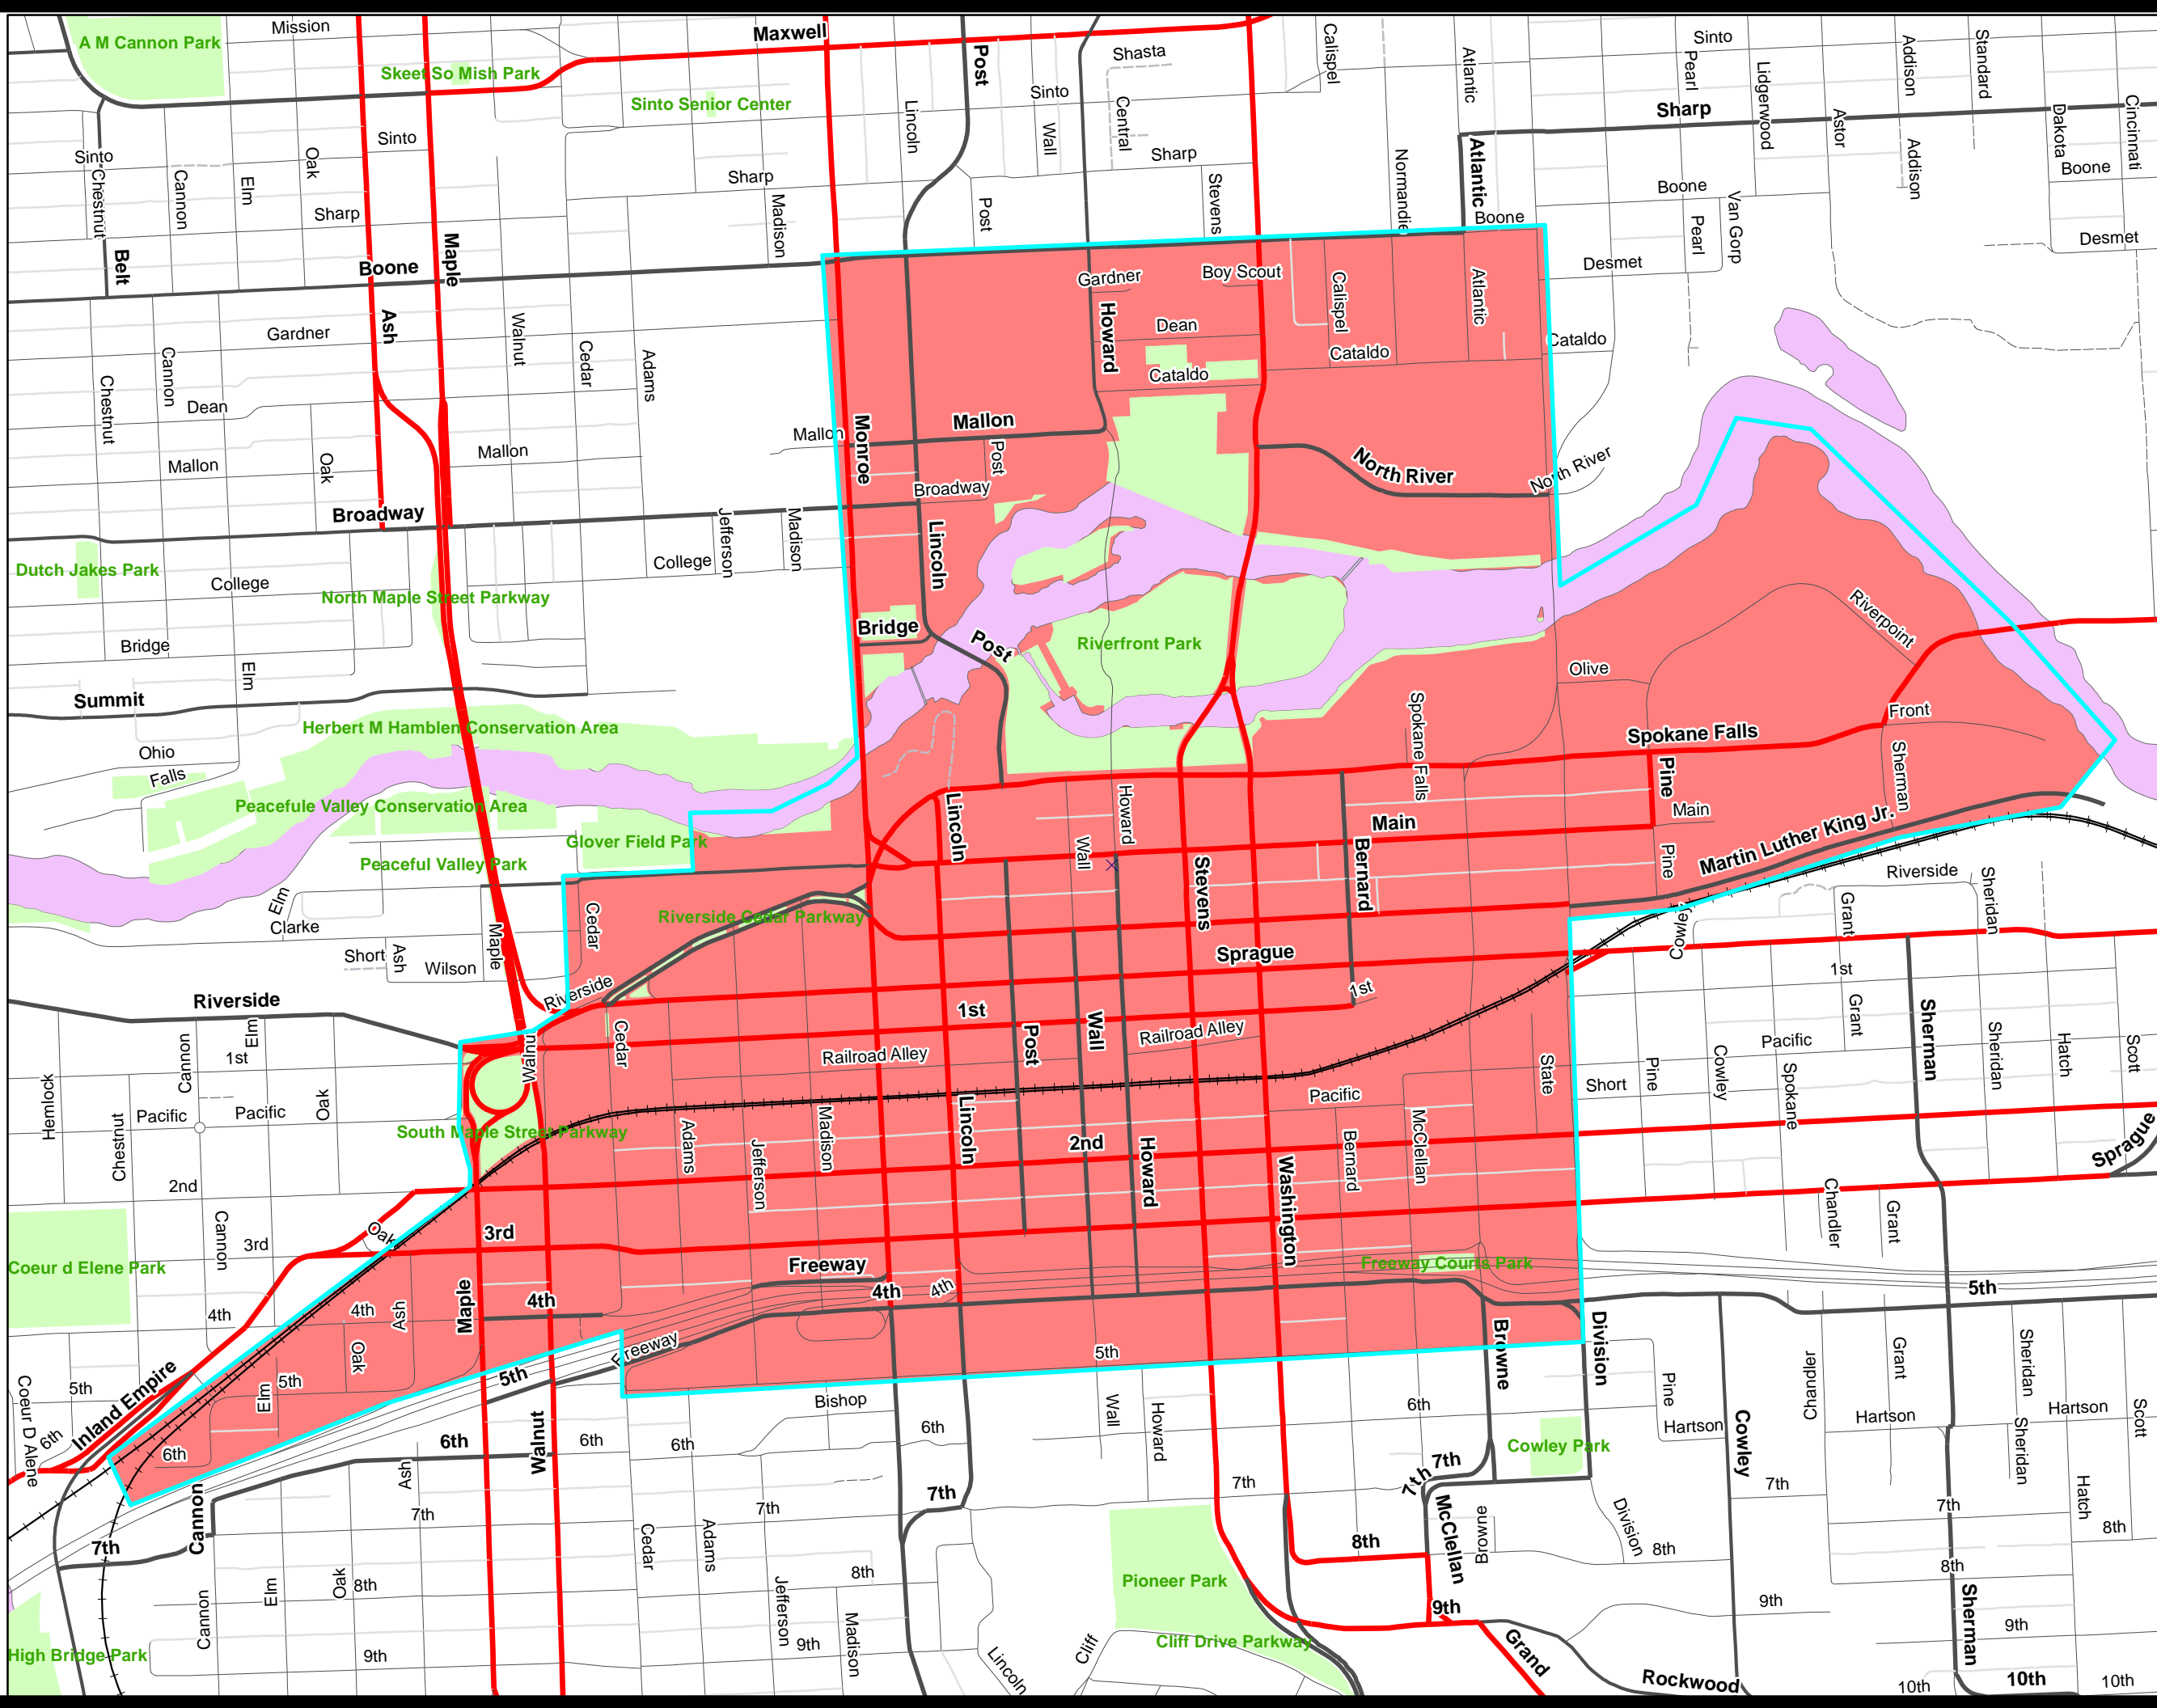 A M Cannon Park
Mission
Maxwell
Post
Shasta
Calispel
Atlantic
Sinto
Pearl
Lidgerwood
Addison
Standard
Skeet So Mish Park
Sinto Senior Center
Lincoln
Sinto
Wall
Central
Sharp
Astor
Dakota
Cincinnati
Sinto
Oak
Sinto
Sharp
Sharp
Normandie
Atlantic
Addison
Boone
Chestnut
Cannon
Elm
Sharp
Madison
Post
Stevens
Boone
Boone
Pearl
Van Gorp
Desmet
Belt
Boone
Maple
Gardner
Boy Scout
Calispel
Atlantic
Desmet
Ash
Gardner
Walnut
Cedar
Adams
Howard
Dean
Cataldo
Cataldo
Cannon
Chestnut
Dean
Cataldo
Mallon
Oak
Mallon
Mallon
Monroe
Mallon
Post
North River
North River
Broadway
Broadway
Jefferson
Madison
Lincoln
Dutch Jakes Park
College
College
North Maple Street Parkway
Riverpoint
Bridge
Elm
Bridge
Post
Riverfront Park
Olive
Summit
Spokane Falls
Front
Herbert M Hamblen Conservation Area
Spokane Falls
Ohio
Falls
Pine
Sherman
Peacefule Valley Conservation Area
Lincoln
Howard
Main
Main
Glover Field Park
Peaceful Valley Park
Wall
Stevens
Bernard
Pine
Martin Luther King Jr.
Riverside
Sheridan
Elm
Clarke
Riverside Cedar Parkway
Cedar
Grant
Cowley
Short
Ash
Wilson
Maple
Sprague
1st
Riverside
Riverside
1st
1st
Grant
Sherman
Elm
Cannon
1st
Walnut
Cedar
Railroad Alley
Post
Wall
Railroad Alley
State
Pacific
Sheridan
Hatch
Scott
Hemlock
Chestnut
Pacific
Pacific
Oak
South Maple Street Parkway
Adams
Jefferson
Madison
Lincoln
2nd
Howard
Pacific
Bernard
McClellan
Short
Pine
Cowley
Spokane
Sprague
2nd
Cannon
3rd
Oak
3rd
Washington
Chandler
Grant
Coeur d Elene Park
Freeway
Freeway Courts Park
4th
4th
Ash
Maple
4th
4th
4th
5th
Oak
Freeway
5th
Browne
Division
Grant
Sheridan
Chandler
Inland Empire
5th
Coeur D Alene
5th
Elm
5th
Bishop
Wall
Howard
6th
Pine
Hartson
Cowley
Hartson
Hartson
Scott
Sheridan
6th
6th
6th
Walnut
6th
6th
6th
Cowley Park
7th
7th
Ash
Cannon
7th
7th
7th
7th
7th
7th
Hatch
McClellan
Browne
Division
7th
Cedar
Adams
8th
8th
8th
8th
Elm
Oak
8th
8th
Pioneer Park
Jefferson
Madison
Cannon
9th
9th
Sherman
9th
High Bridge Park
9th
9th
Lincoln
Cliff
Cliff Drive Parkway
Grand
Rockwood
10th
10th
10th